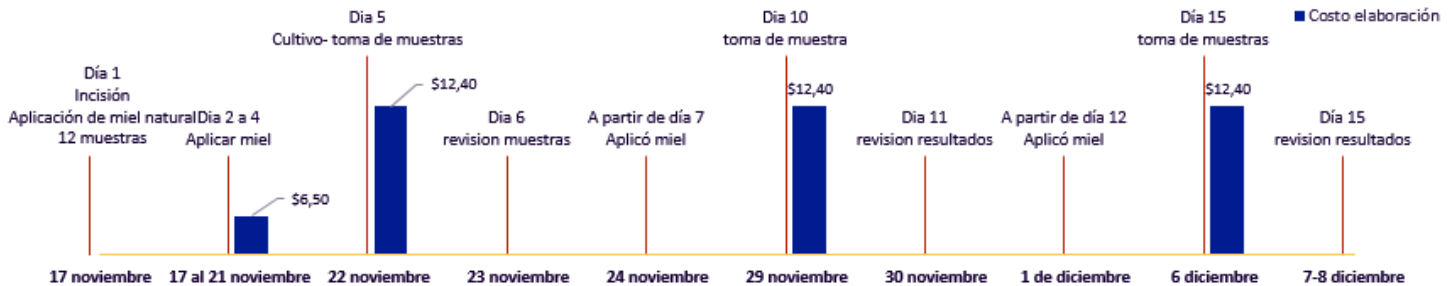 Día 1
Incisión
Aplicación de miel natural
12 muestras
Dia 2 a 4
Aplicar miel
$6,50
Dia 5
Cultivo- toma de muestras
$12,40
Dia 6
revision muestras
A partir de día 7
Aplicó miel
Dia 10
toma de muestra
$12,40
Dia 11
revision resultados
A partir de día 12
Aplicó miel
Día 15
toma de muestras
$12,40
Día 15
revision resultados
Costo elaboración
17 noviembre
17 al 21 noviembre
22 noviembre
23 noviembre
24 noviembre
29 noviembre
30 noviembre
1 de diciembre
6 diciembre
7-8 diciembre